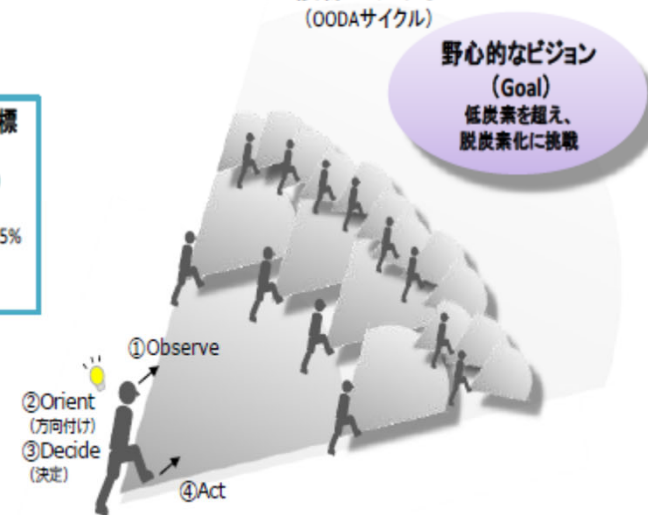 (OODAサイクル)
野心的なビジョン
(Goal)
低炭素を超え、
脱炭素化に挑戦
標
5%
①Observe
②Orient
(方向付け)
③Decide
(決定)
④Act